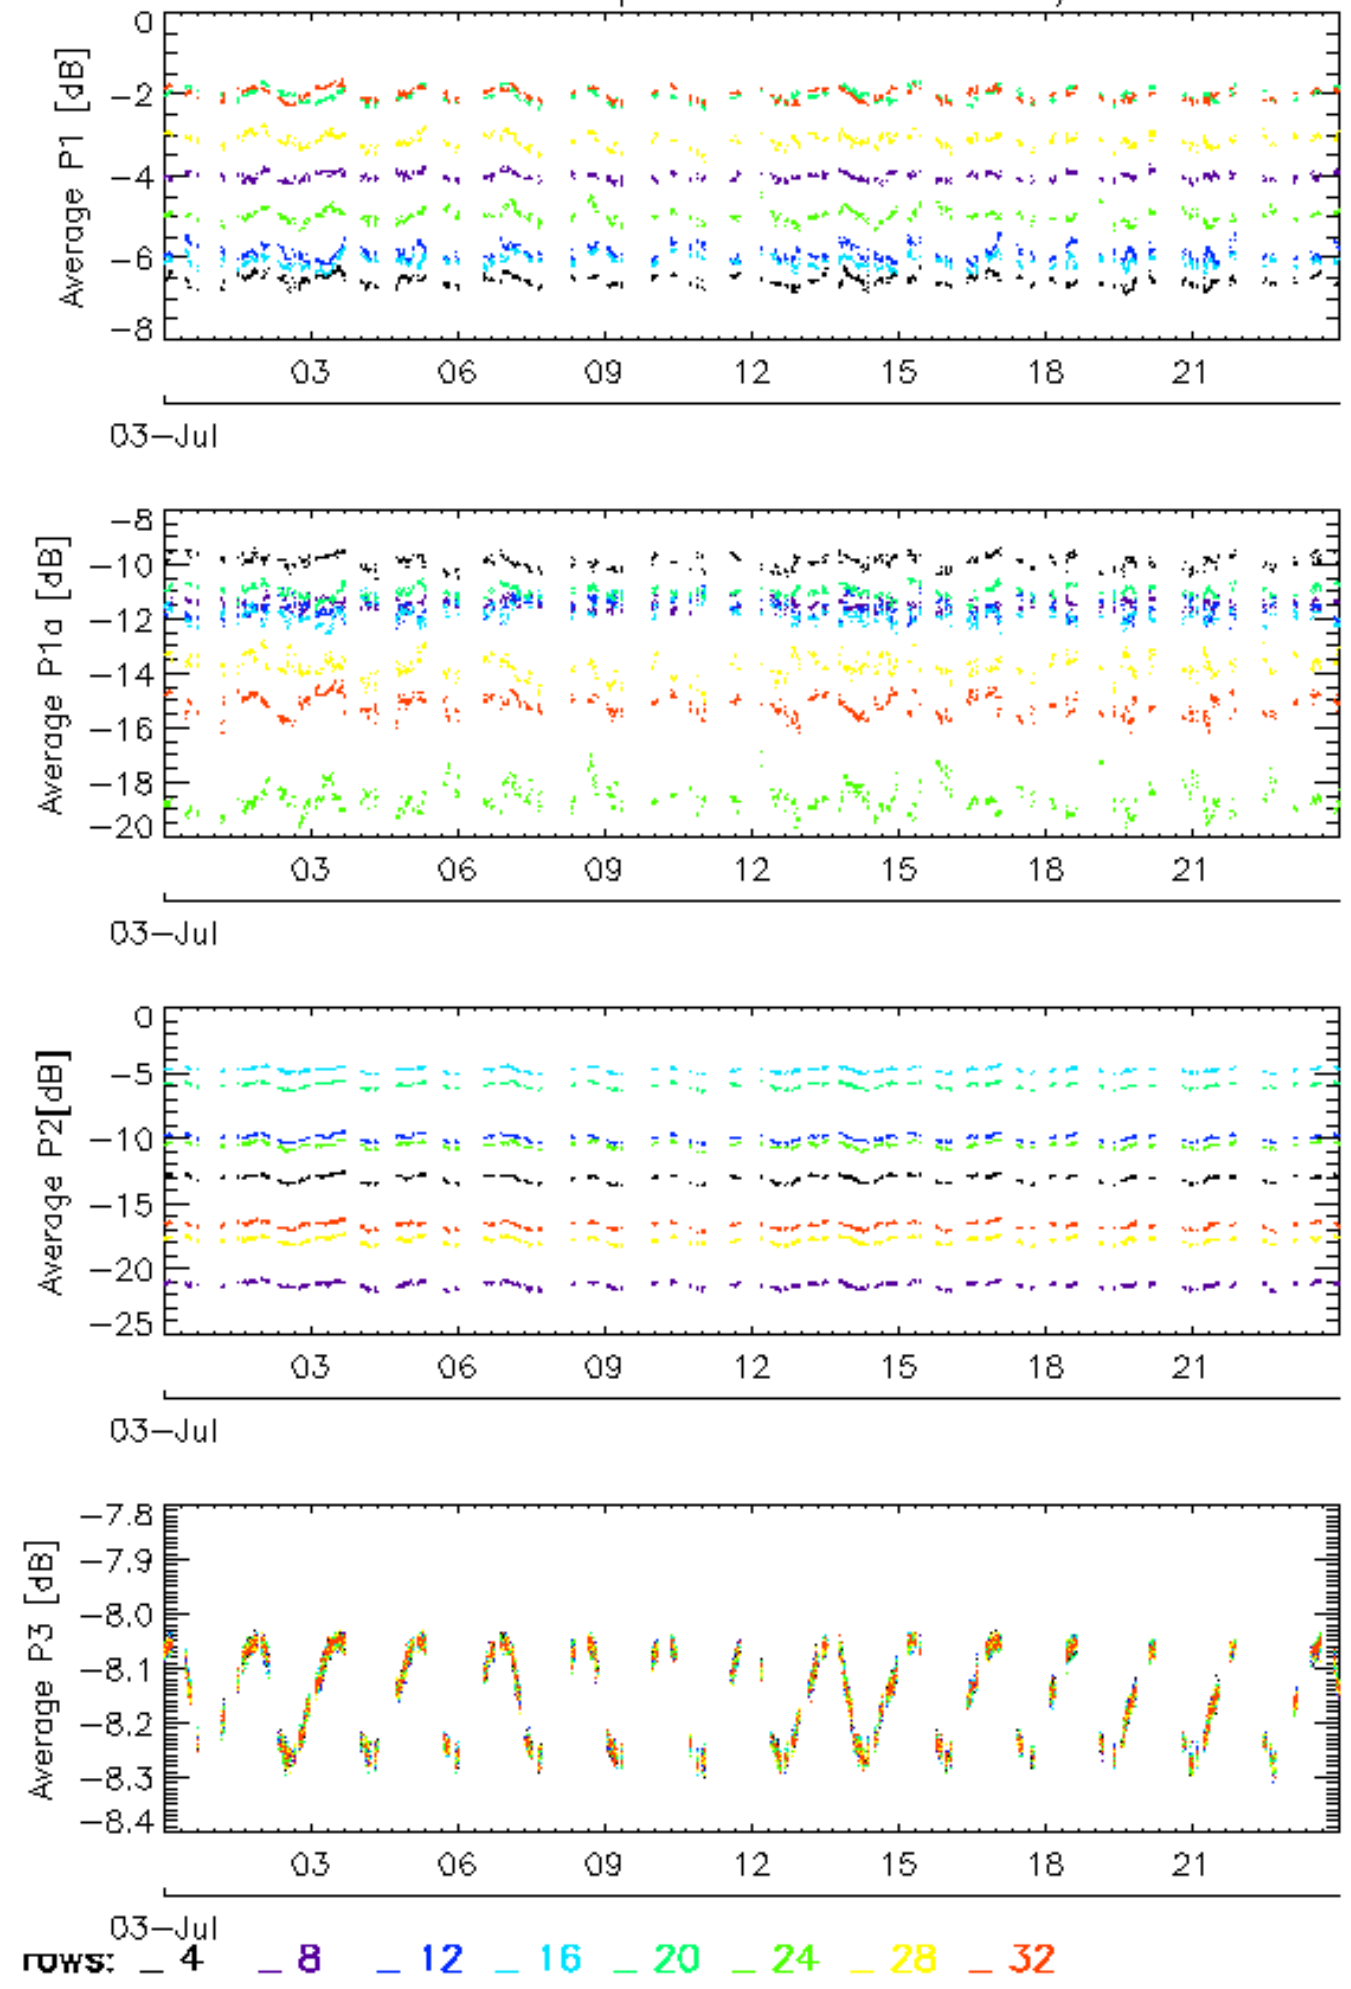 0
-2
-4
-6
-8
Average P1 [dB]
03 06 09 12 15 18 21
03-Jul
-8
-10
-12
-14
-16
-18
-20
Average P1a [dB]
03 06 09 12 15 18 21
03-Jul
0
-5
-10
-15
-20
-25
Average P2[dB]
03 06 09 12 15 18 21
03-Jul
-7.8
-7.9
-8.0
-8.1
-8.2
-8.3
-8.4
Average P3 [dB]
03 06 09 12 15 18 21
03-Jul
rows: _ 4 _ 8 _ 12 _ 16 _ 20 _ 24 _ 28 _ 32